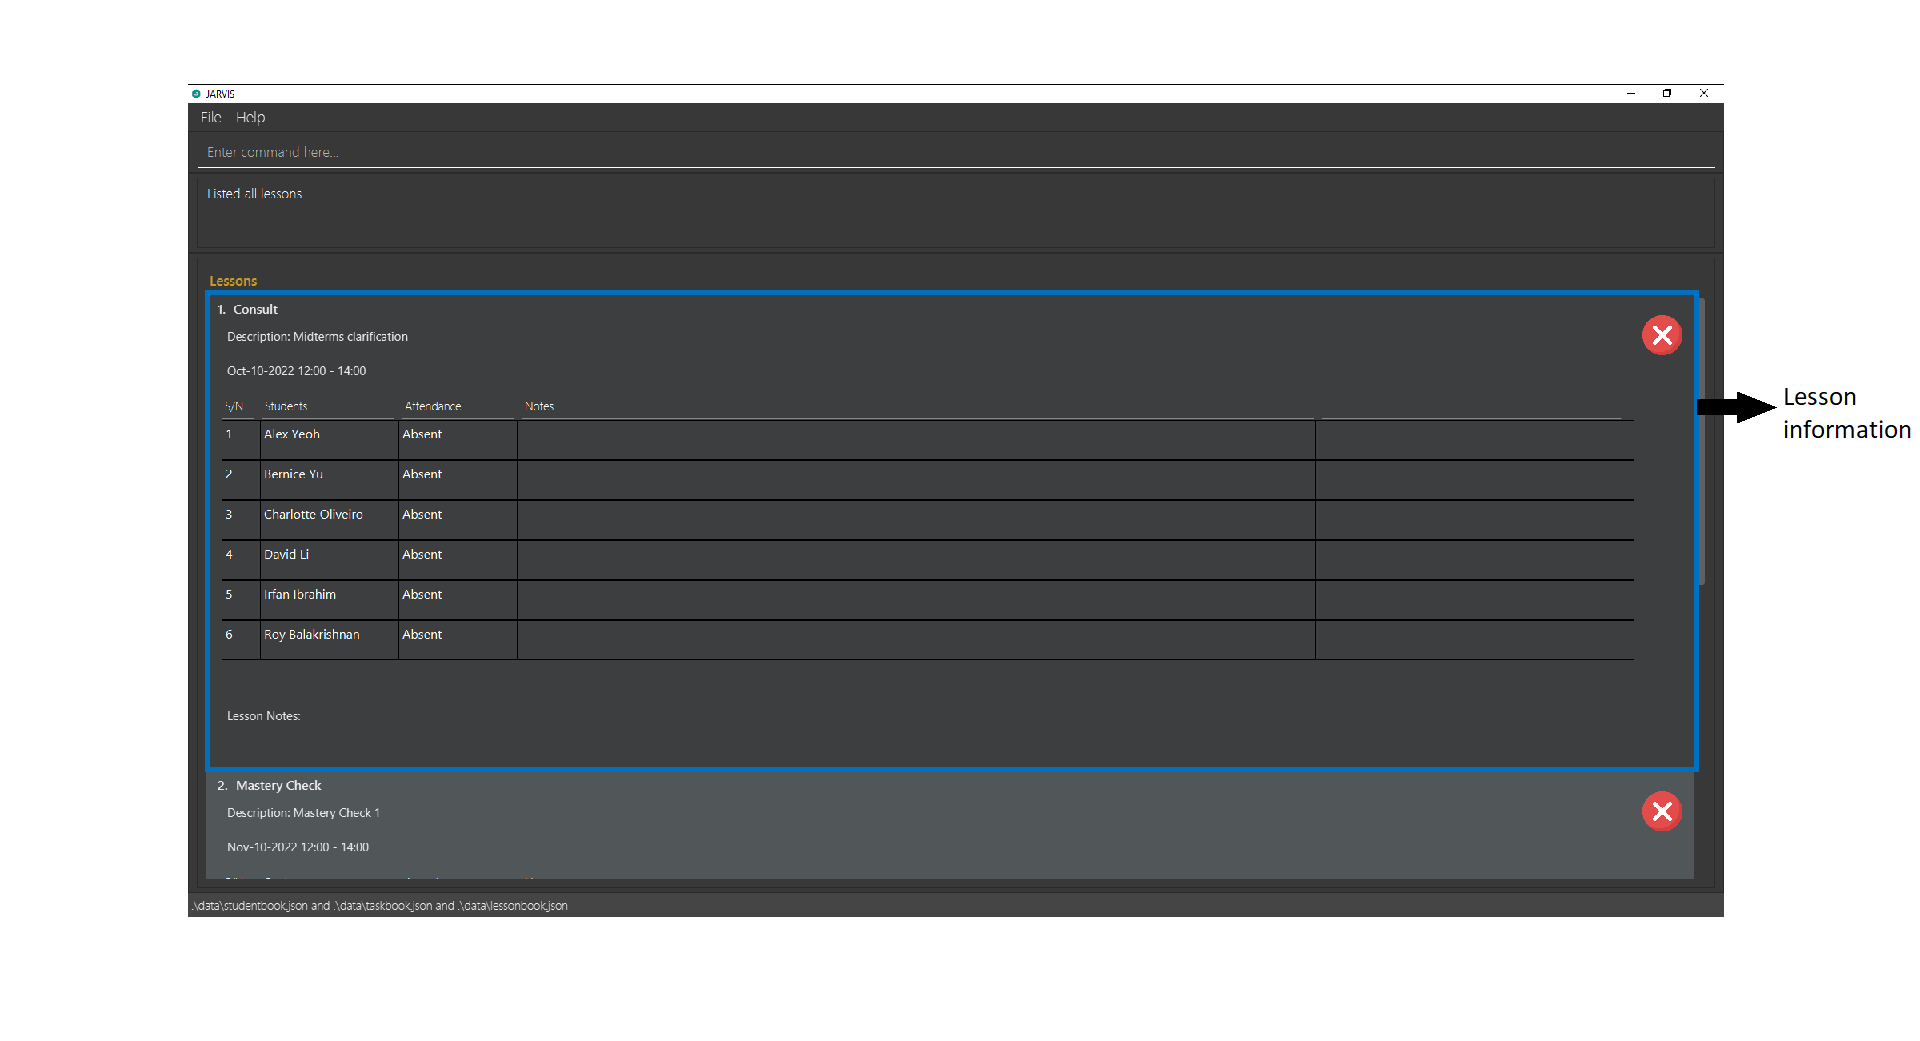 JARVIS
File Help
Enter command here...
Listed all lessons
Lessons
1. Consult
Description: Midterms clarification
Oct-10-2022 12:00 - 14:00
S/N Students Attendance Notes
1 Alex Yeoh Absent
2 Bernice Yu Absent
3 Charlotte Oliveiro Absent
4 David Li Absent
5 Irfan Ibrahim Absent
6 Roy Balakrishnan Absent
Lesson Notes:
Lesson
information
2. Mastery Check
Description: Mastery Check 1
Nov-10-2022 12:00 - 14:00
.\data\studentbook.json and .\data\taskbook.json and .\data\lessonbook.json